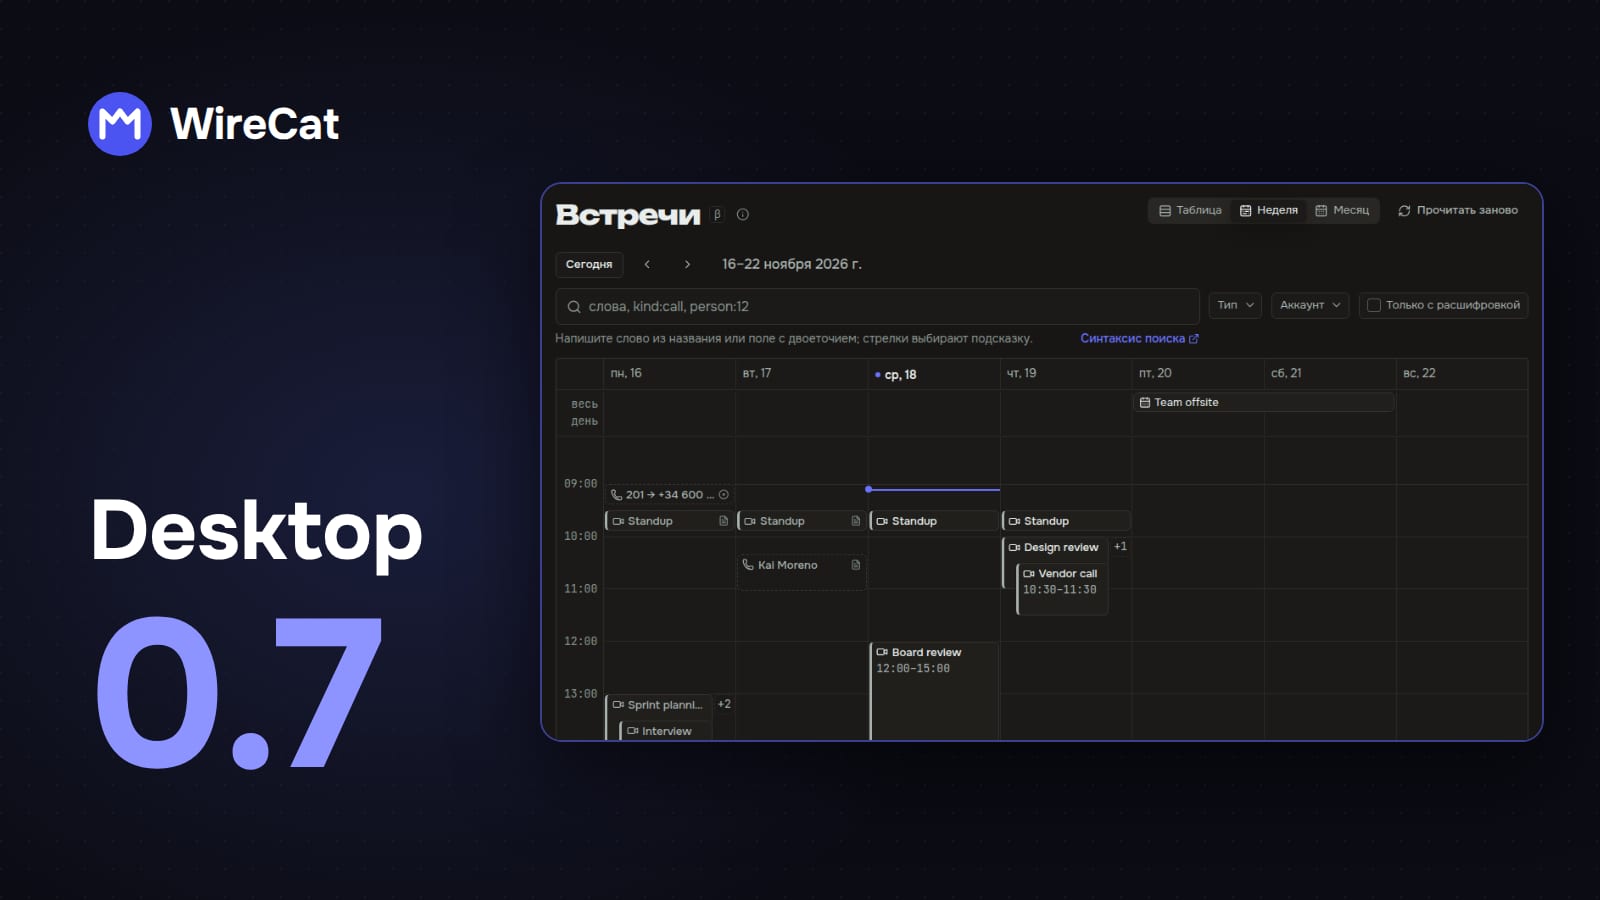 WireCat
Desktop
0.7
Встречи β
Таблица Неделя Месяц Прочитать заново
Сегодня 16–22 ноября 2026 г.
слова, kind:call, person:12
Тип Аккаунт Только с расшифровкой
Напишите слово из названия или поле с двоеточием; стрелки выбирают подсказку. Синтаксис поиска
пн, 16 вт, 17 ср, 18 чт, 19 пт, 20 сб, 21 вс, 22
весь
день
Team offsite
09:00
201 → +34 600 ...
Standup Standup Standup Standup
10:00
Design review +1
Kai Moreno
Vendor call
10:30–11:30
11:00
12:00
Board review
12:00–15:00
13:00
Sprint planni... +2
Interview